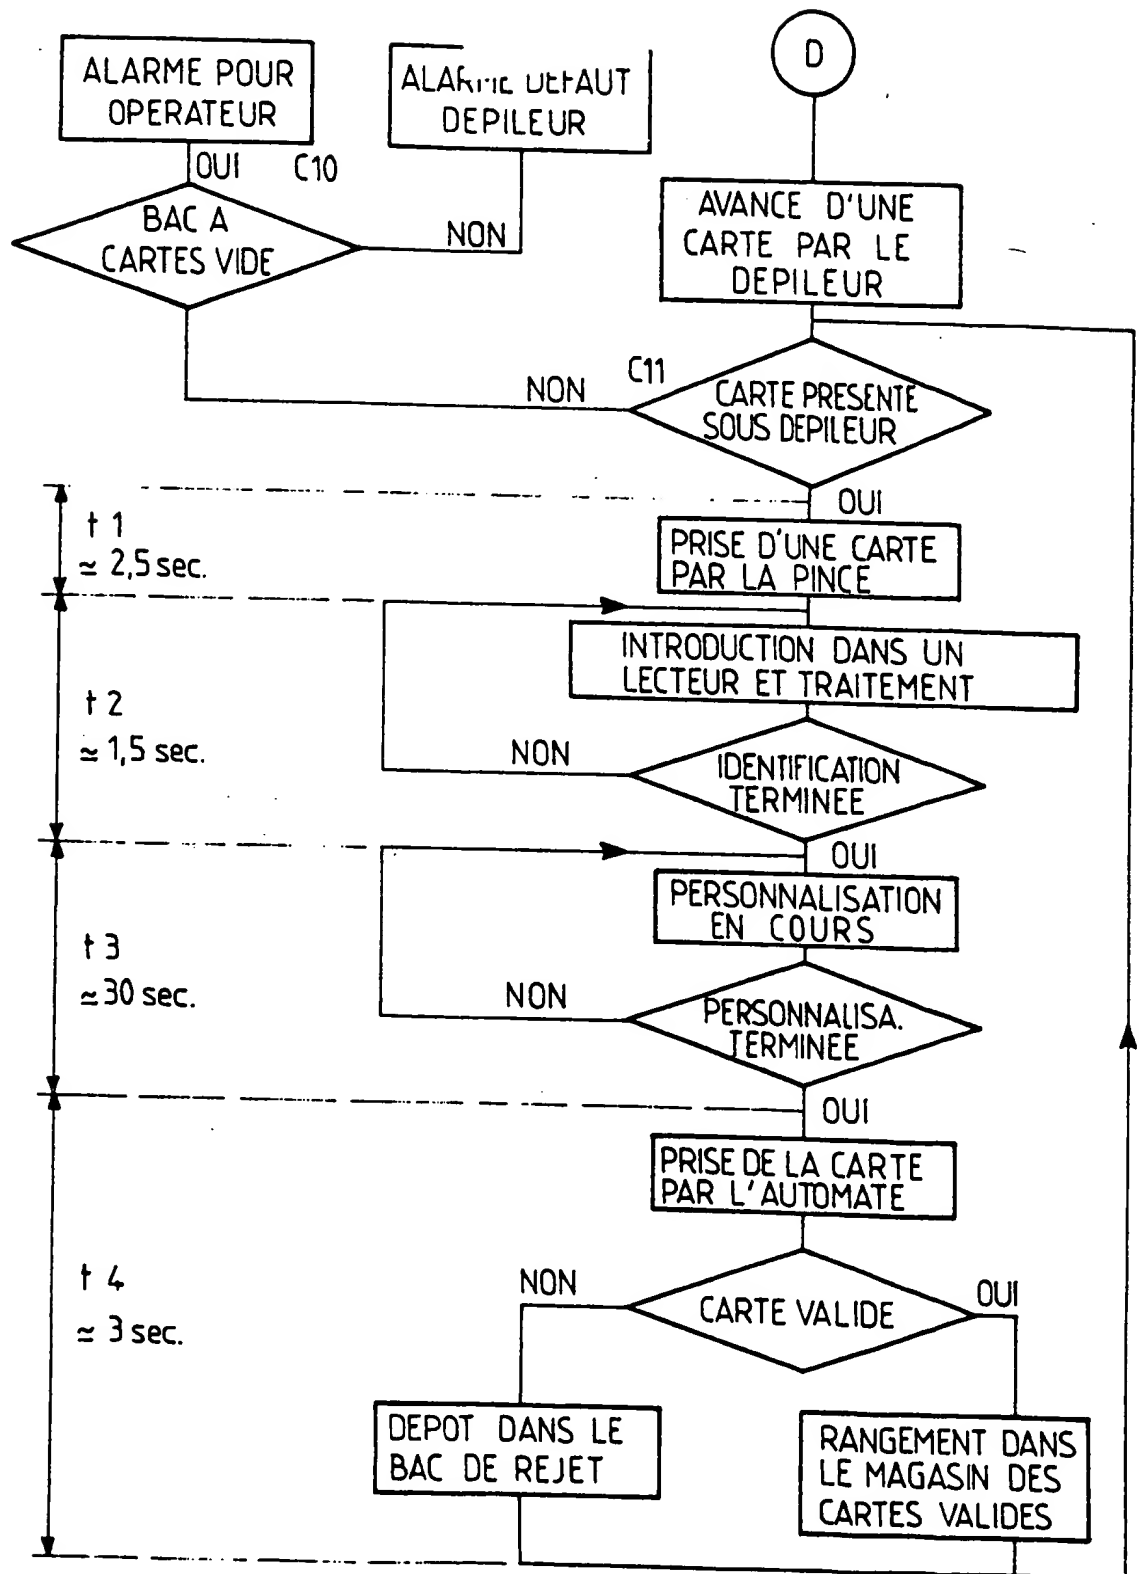 ALARME POUR
OPERATEUR
DEPILEUR
D
OUI
C10
BAC A
CARTES VIDE
NON
AVANCE D'UNE
CARTE PAR LE
DEPILEUR
C11
NON
CARTE PRESENTE
SOUS DEPILEUR
OUI
t 1
≃ 2,5 sec.
PRISE D'UNE CARTE
PAR LA PINCE
INTRODUCTION DANS UN
LECTEUR ET TRAITEMENT
t 2
≃ 1,5 sec.
NON
IDENTIFICATION
TERMINEE
OUI
PERSONNALISATION
EN COURS
t 3
≃ 30 sec.
NON
PERSONNALISA.
TERMINEE
OUI
PRISE DE LA CARTE
PAR L'AUTOMATE
t 4
≃ 3 sec.
NON
CARTE VALIDE
OUI
DEPOT DANS LE
BAC DE REJET
RANGEMENT DANS
LE MAGASIN DES
CARTES VALIDES